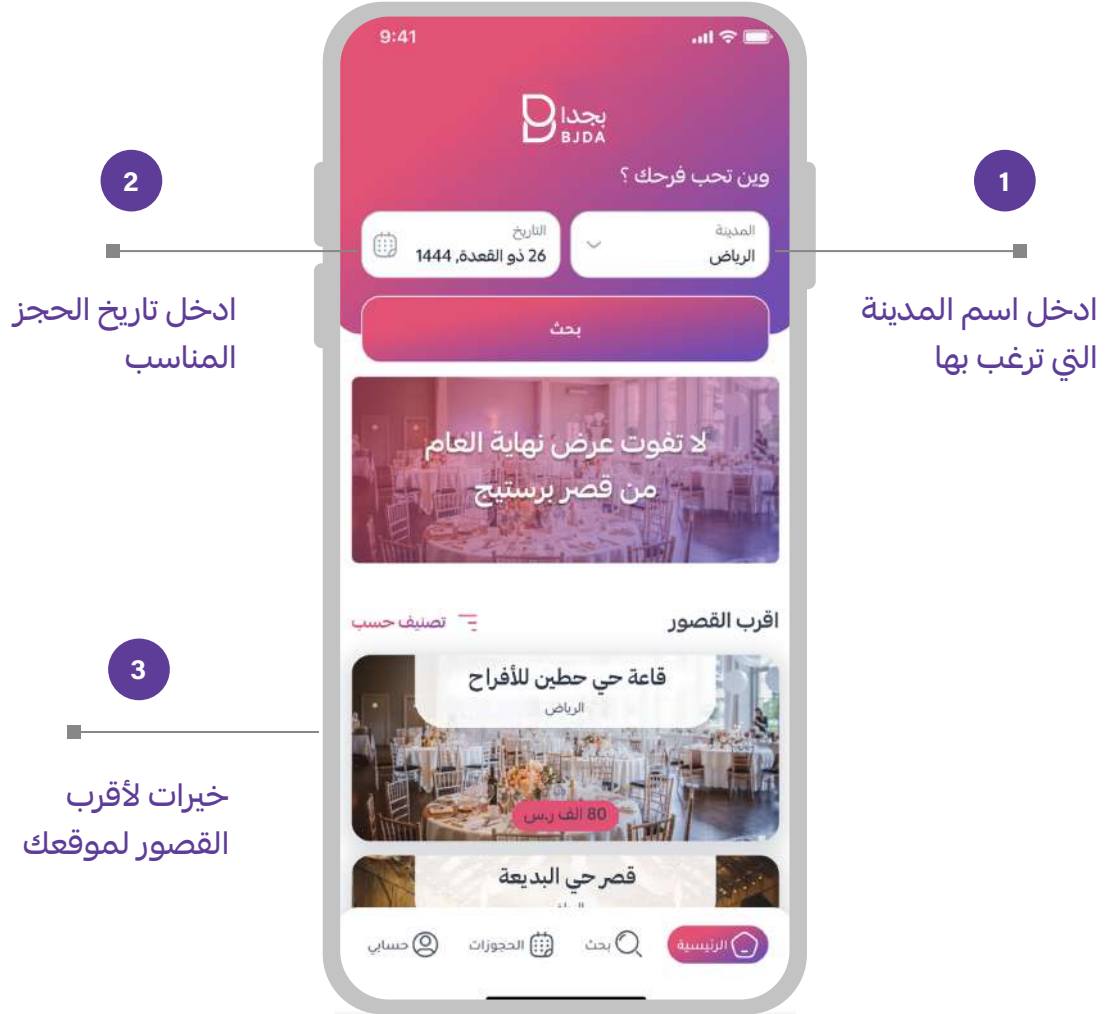 9:41
بجدا
BJDA
وين تحب فرحك ؟
1
ادخل اسم المدينة
التي ترغب بها
المدينة
الرياض
2
ادخل تاريخ الحجز
المناسب
التاريخ
26 ذو القعدة, 1444
بحث
لا تفوت عرض نهاية العام
من قصر برستيج
اقرب القصور
تصنيف حسب
3
خيرات لأقرب
القصور لموقعك
قاعة حي حطين للأفراح
الرياض
80 الف ر.س
قصر حي البديعة
الرئيسية
بحث
الحجوزات
حسابي